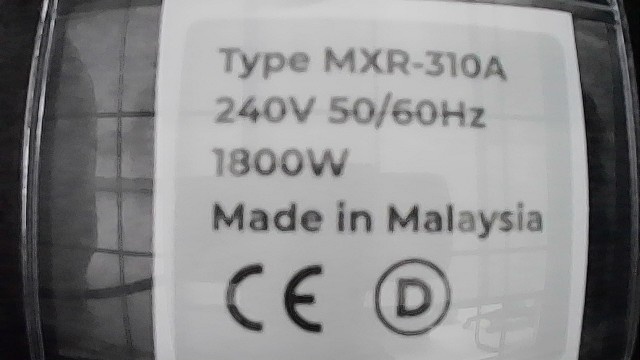 Type MXR-310A
240V 50/60Hz
1800W
Made in Malaysia
CE D